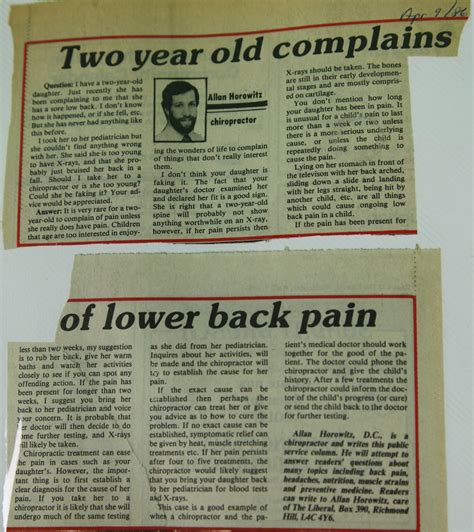 Apr 9/86
Two year old complains
Question: I have a two-year-old
daughter. Just recently she has
been complaining to me that she
has a sore low back. I don't know
how it happened, or if she fell, etc.
But she has never had anything like
this before.
I took her to her pediatrician but
she couldn't find anything wrong
with her. She said she is too young
to have X-rays, and that she pro-
bably just bruised her back in a
fall. Should I take her to a
chiropractor or is she too young?
Could she be faking it? Your ad-
vice would be appreciated.
Answer: It is very rare for a two-
year-old to complain of pain unless
she really does have pain. Children
that age are too interested in enjoy-
Allan Horowitz
chiropractor
ing the wonders of life to complain
of things that don't really interest
them.
I don't think your daughter is
faking it. The fact that your
daughter's doctor examined her
and declared her fit is a good sign.
She is right that a two-year-old
spine will probably not show
anything worthwhile on an X-ray,
however, if her pain persists then
X-rays should be taken. The bones
are still in their early developmen-
tal stages and are mostly compris-
ed on cartilage.
You don't mention how long
your daughter has been in pain. It
is unusual for a child's pain to last
more than a week or two unless
there is a more serious underlying
cause, or unless the child is
repeatedly doing something to
cause the pain.
Lying on her stomach in front of
the televison with her back arched,
sliding down a slide and landing
with her legs straight, being hit by
another child, etc. are all things
which could cause ongoing low
back pain in a child.
If the pain has been present for
of lower back pain
less than two weeks, my suggestion
is to rub her back, give her warm
baths and watch her activities
closely to see if you can spot any
offending action. If the pain has
been present for longer than two
weeks, I suggest you bring her
back to her pediatrician and voice
your concern. It is probable that
her doctor will then decide to do
some further testing, and X-rays
will likely be taken.
Chiropractic treatment can ease
the pain in cases such as your
daughter's. However, the impor-
tant thing is to first establish a
clear diagnosis for the cause of her
pain. If you take her to a
chiropractor it is likely that she will
undergo much of the same testing
as she did from her pediatrician.
Inquires about her activities, will
be made and the chiropractor will
try to establish the cause for her
pain.
If the exact cause can be
established then perhaps the
chiropractor can treat her or give
you advice as to how to cure the
problem. If no exact cause can be
established, symptomatic relief can
be given by heat, muscle stretching
treatments etc. If her pain persists
after four to five treatments, the
chiropractor would likely suggest
that you bring your daughter back
to her pediatrician for blood tests
and X-rays.
This case is a good example of
when a chiropractor and the pa-
tient's medical doctor should work
together for the good of the pa-
tient. The doctor could phone the
chiropractor and give the child's
history. After a few treatments the
chiropractor could inform the doc-
tor of the child's progress (or cure)
or send the child back to the doctor
for further testing.
Allan Horowitz, D.C., is a
chiropractor and writes this public
service column. He will attempt to
answer readers' questions about
many topics including back pain,
headaches, nutrition, muscle strains
and preventive medicine. Readers
can write to Allan Horowitz, care
of The Liberal, Box 390, Richmond
Hill, L4C 4Y6.